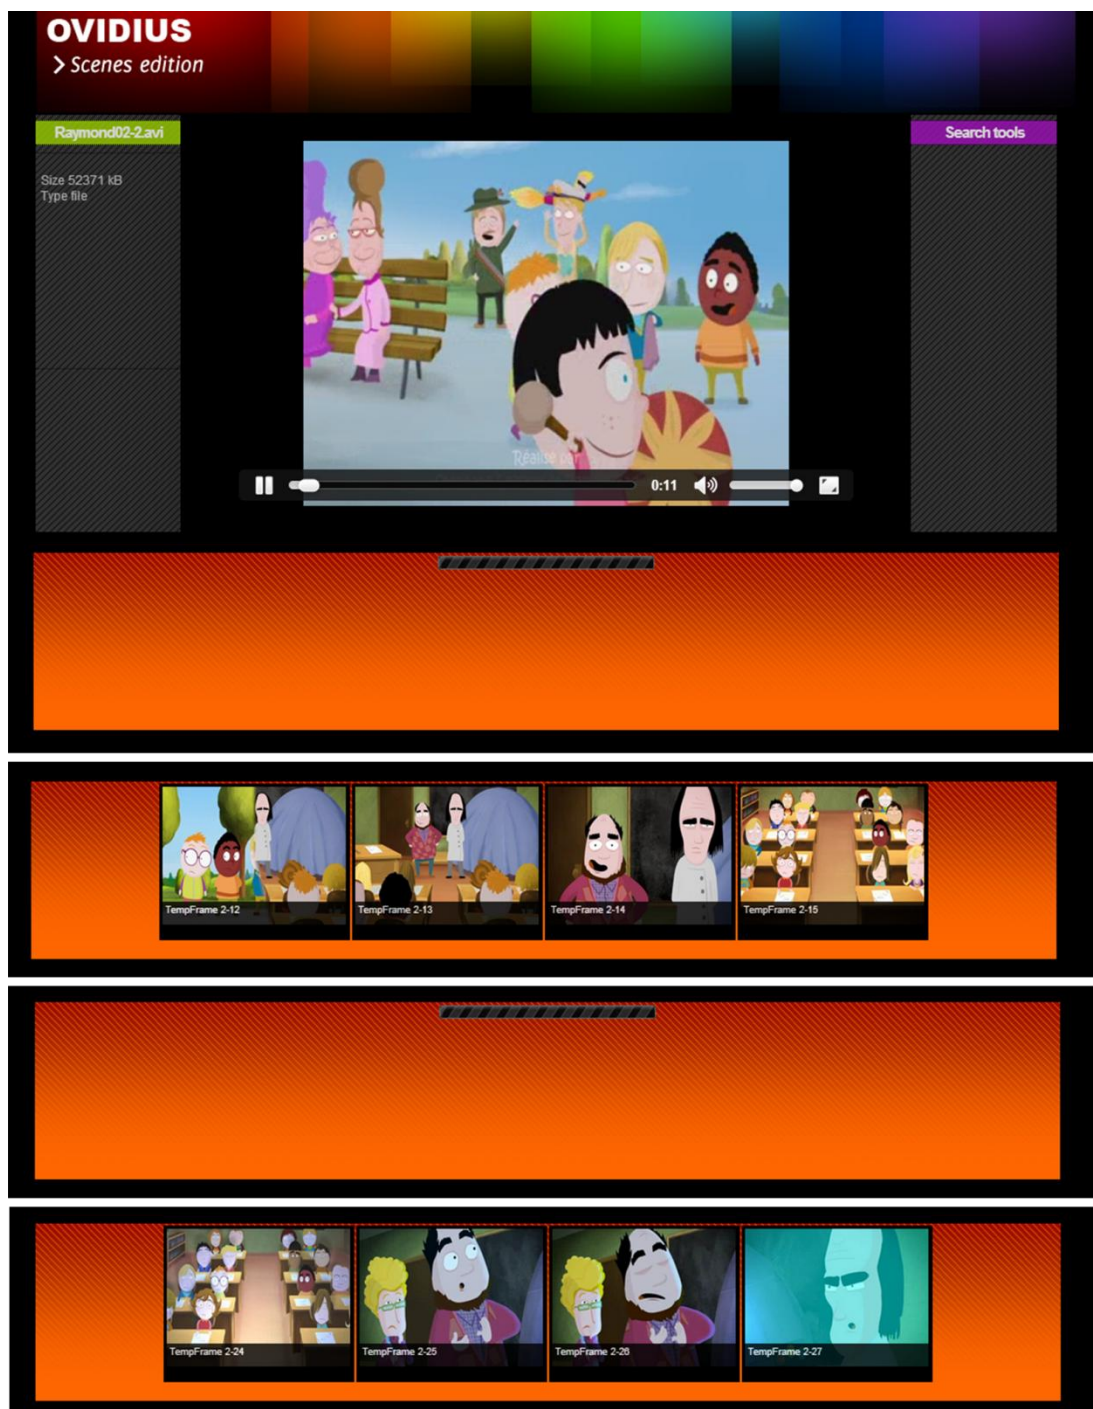 OVIDIUS
> Scenes edition
Raymond02-2.avi
Search tools
Size 52371 kB
Type file
Réalisé par
0:11
TempFrame 2-12
TempFrame 2-13
TempFrame 2-14
TempFrame 2-15
TempFrame 2-24
TempFrame 2-25
TempFrame 2-26
TempFrame 2-27